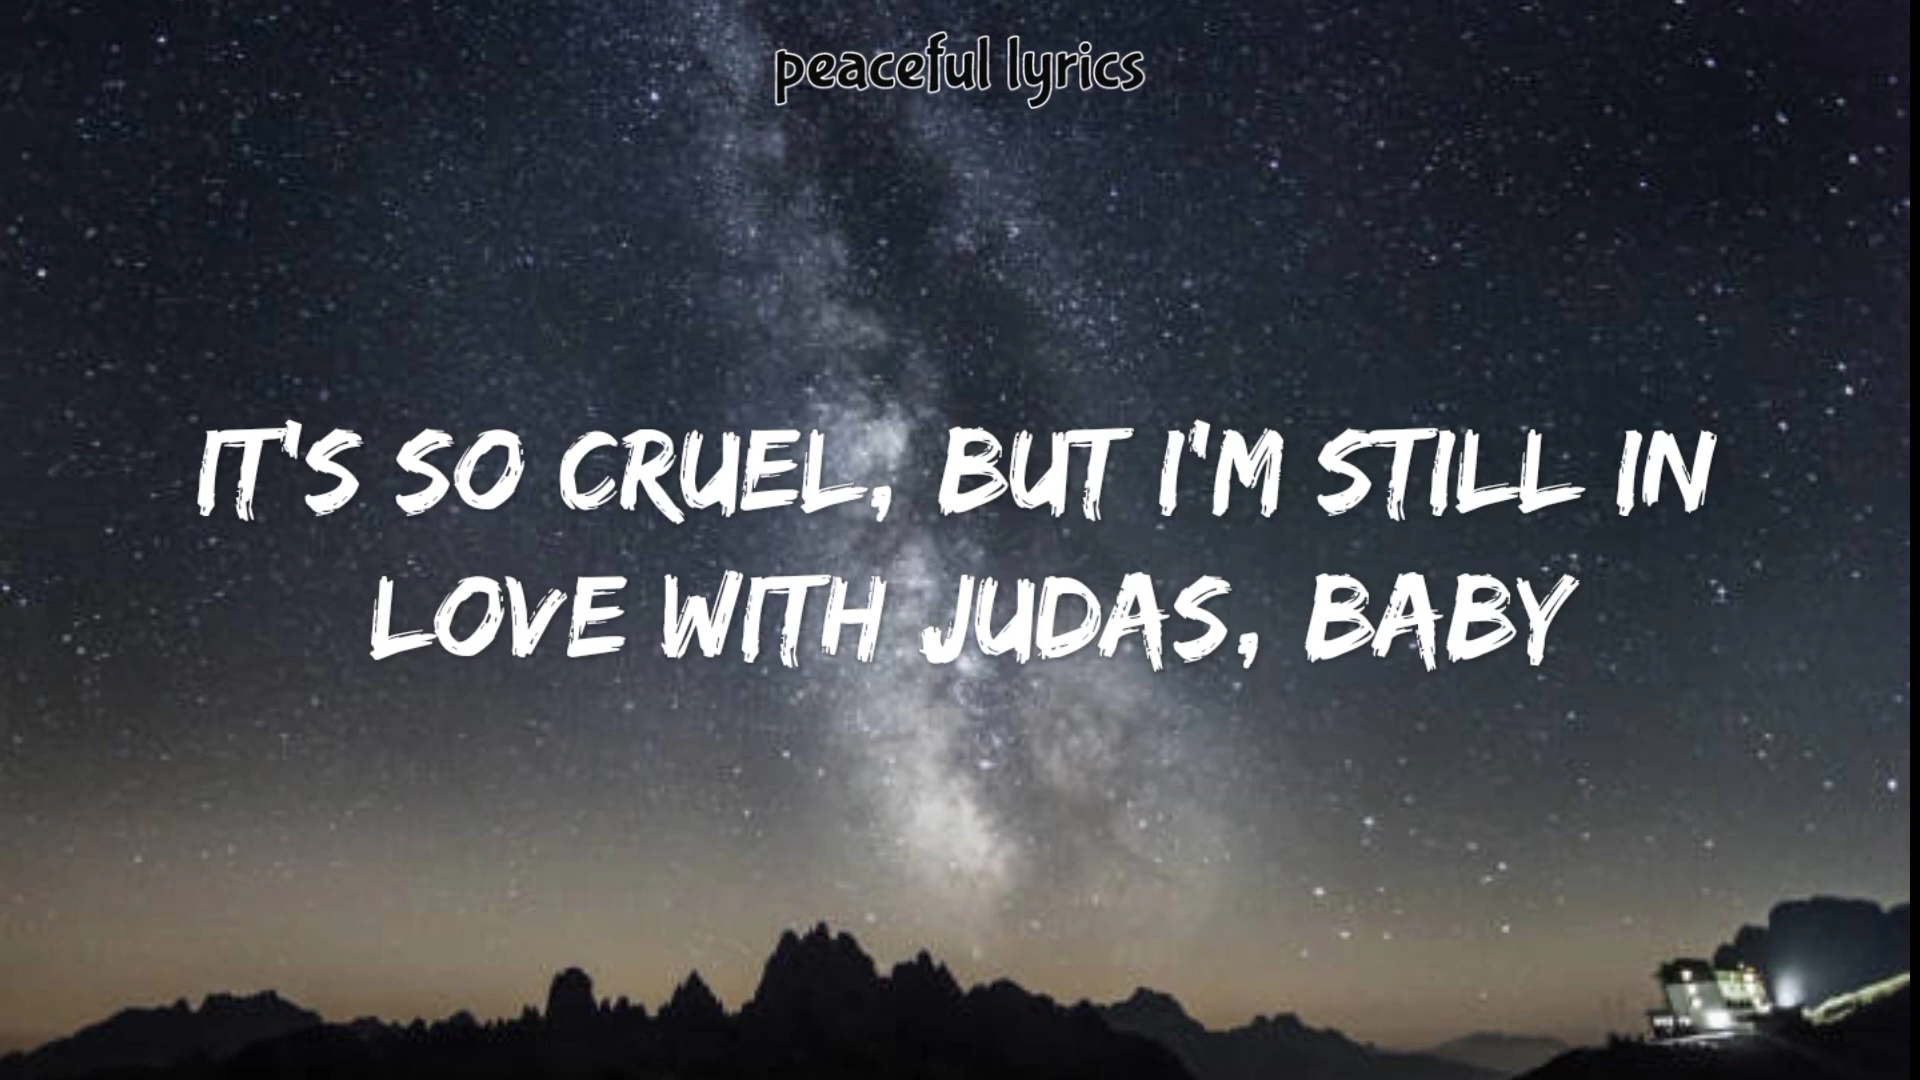 peaceful lyrics
IT'S SO CRUEL, BUT I'M STILL IN
LOVE WITH JUDAS, BABY